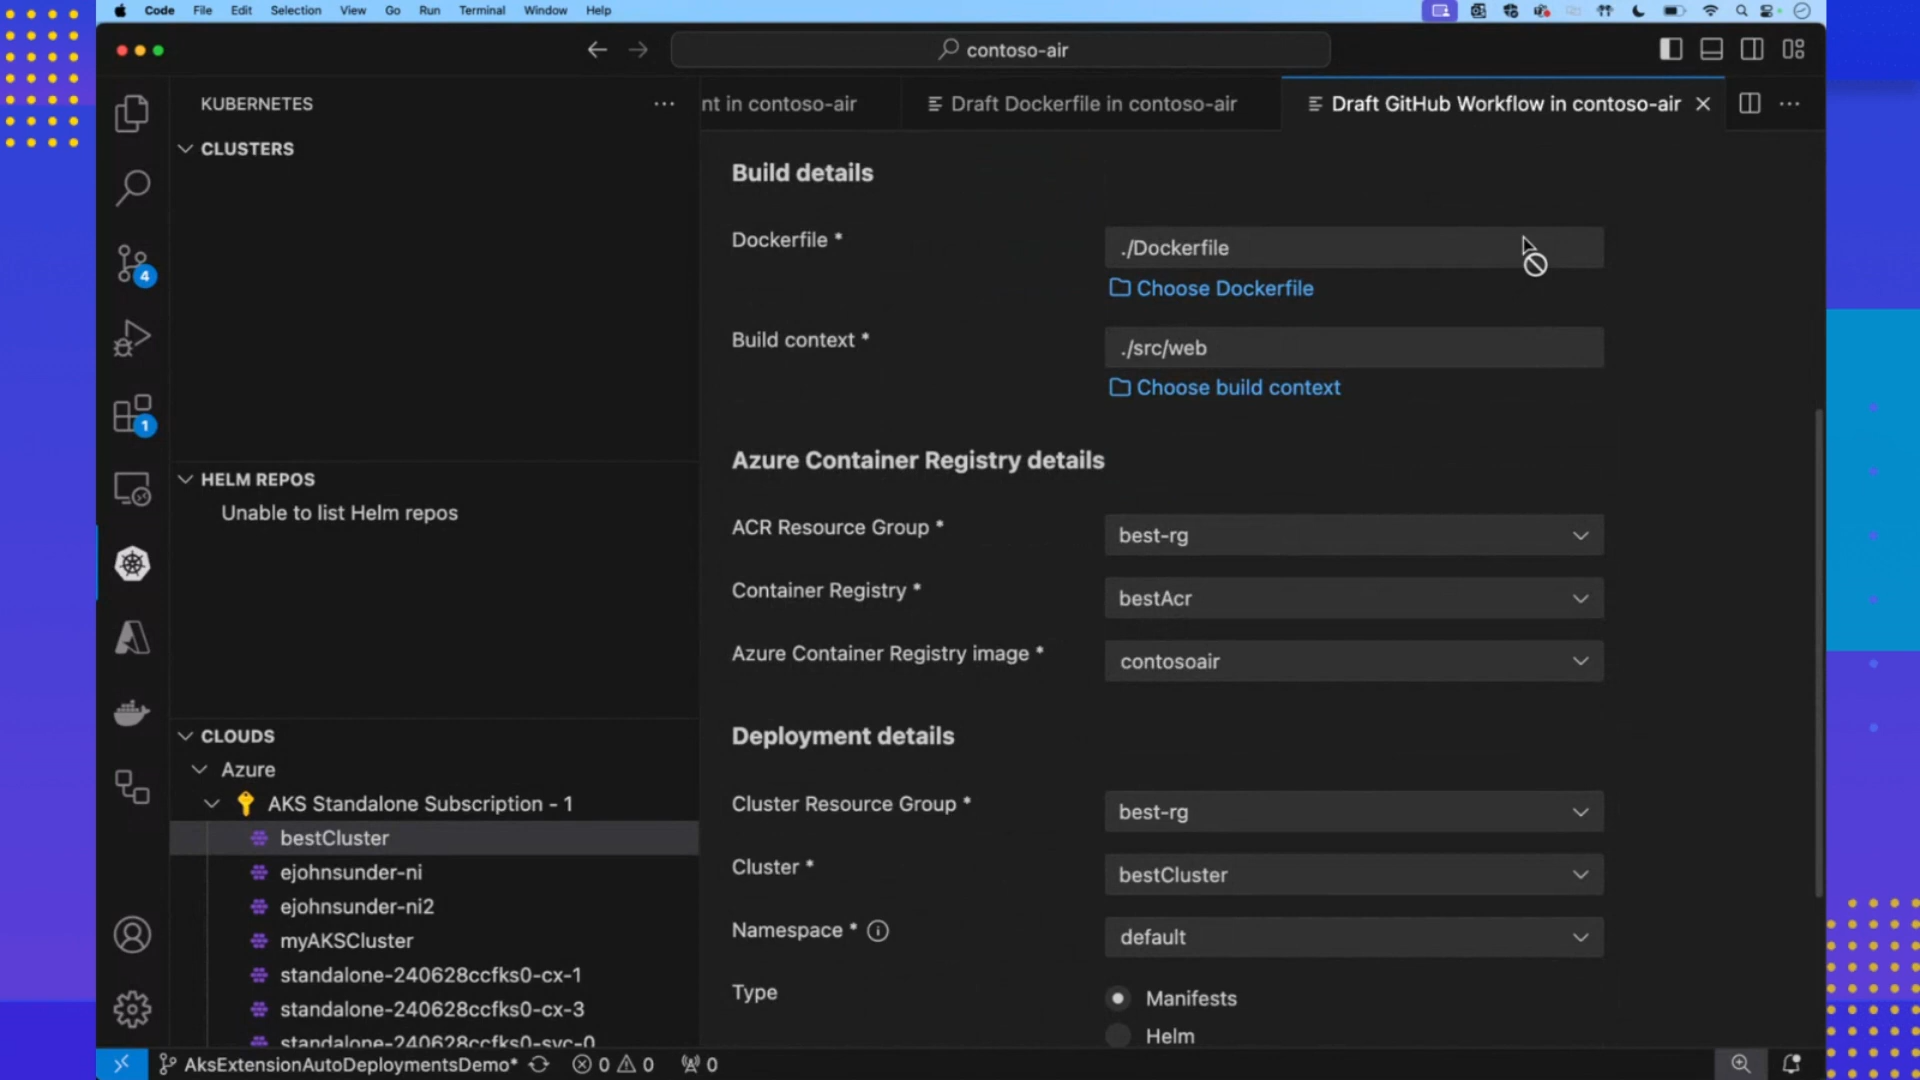 Code File Edit Selection View Go Run Terminal Window Help
contoso-air
KUBERNETES
nt in contoso-air
Draft Dockerfile in contoso-air
Draft GitHub Workflow in contoso-air
CLUSTERS
Build details
Dockerfile *
./Dockerfile
Choose Dockerfile
4
Build context *
./src/web
Choose build context
1
Azure Container Registry details
HELM REPOS
Unable to list Helm repos
ACR Resource Group *
best-rg
Container Registry *
bestAcr
Azure Container Registry image *
contosoair
Deployment details
CLOUDS
Azure
AKS Standalone Subscription - 1
bestCluster
ejohnsunder-ni
ejohnsunder-ni2
myAKSCluster
standalone-240628ccfks0-cx-1
standalone-240628ccfks0-cx-3
standalone-240628ccfks0-svc-0
Cluster Resource Group *
best-rg
Cluster *
bestCluster
Namespace *
default
Type
Manifests
Helm
AksExtensionAutoDeploymentsDemo* 0 0 0